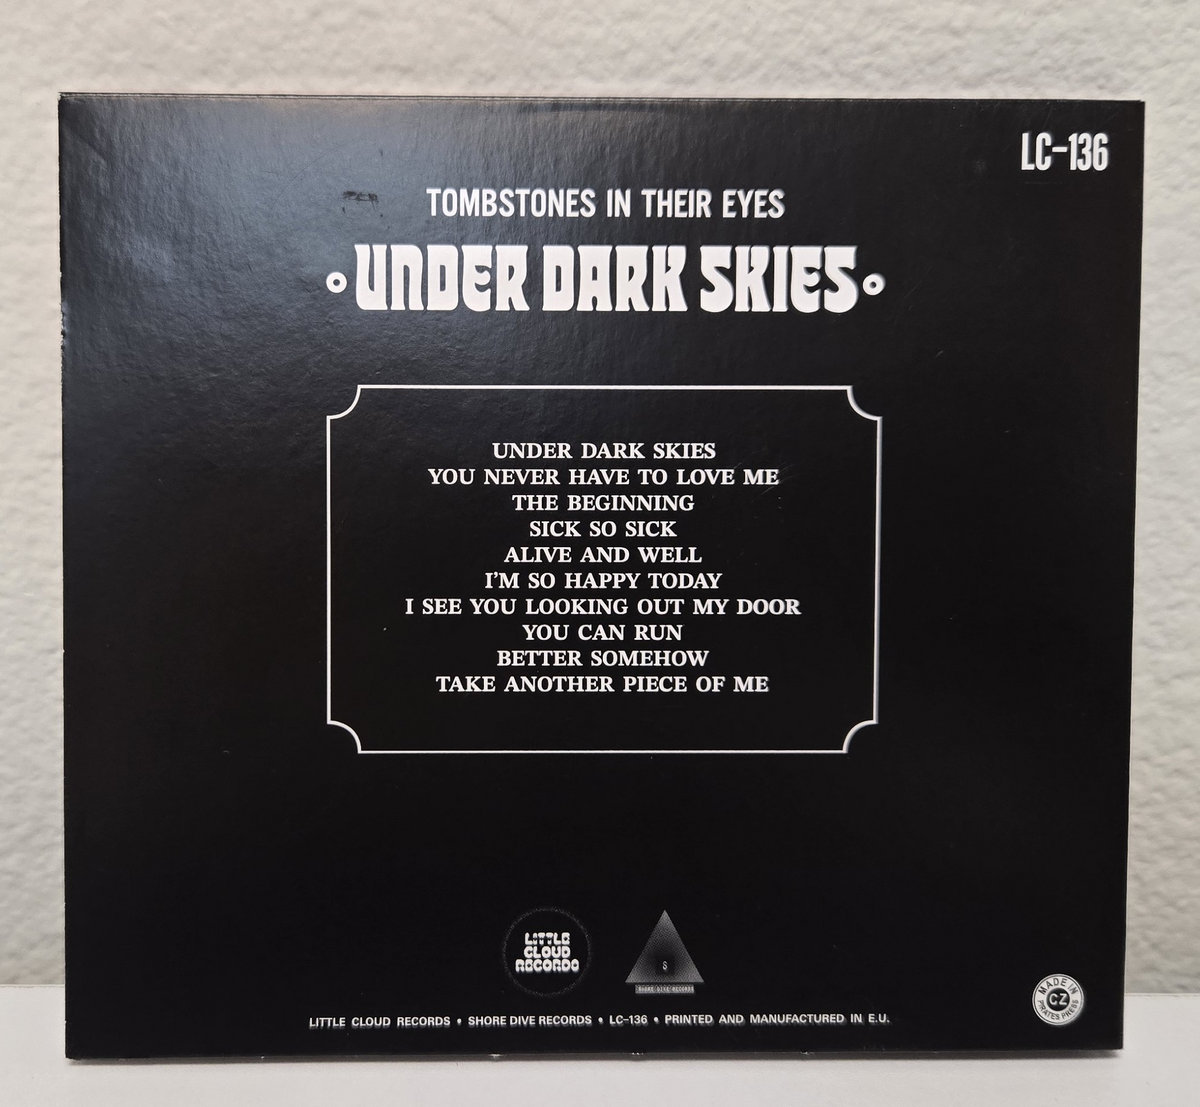 LC-136
TOMBSTONES IN THEIR EYES
UNDER DARK SKIES
UNDER DARK SKIES
YOU NEVER HAVE TO LOVE ME
THE BEGINNING
SICK SO SICK
ALIVE AND WELL
I'M SO HAPPY TODAY
I SEE YOU LOOKING OUT MY DOOR
YOU CAN RUN
BETTER SOMEHOW
TAKE ANOTHER PIECE OF ME
LITTLE
CLOUD
RECORDS
S
SHORE DIVE RECORDS
MADE IN
CZ
PIRATES PRESS
LITTLE CLOUD RECORDS • SHORE DIVE RECORDS • LC-136 • PRINTED AND MANUFACTURED IN E.U.